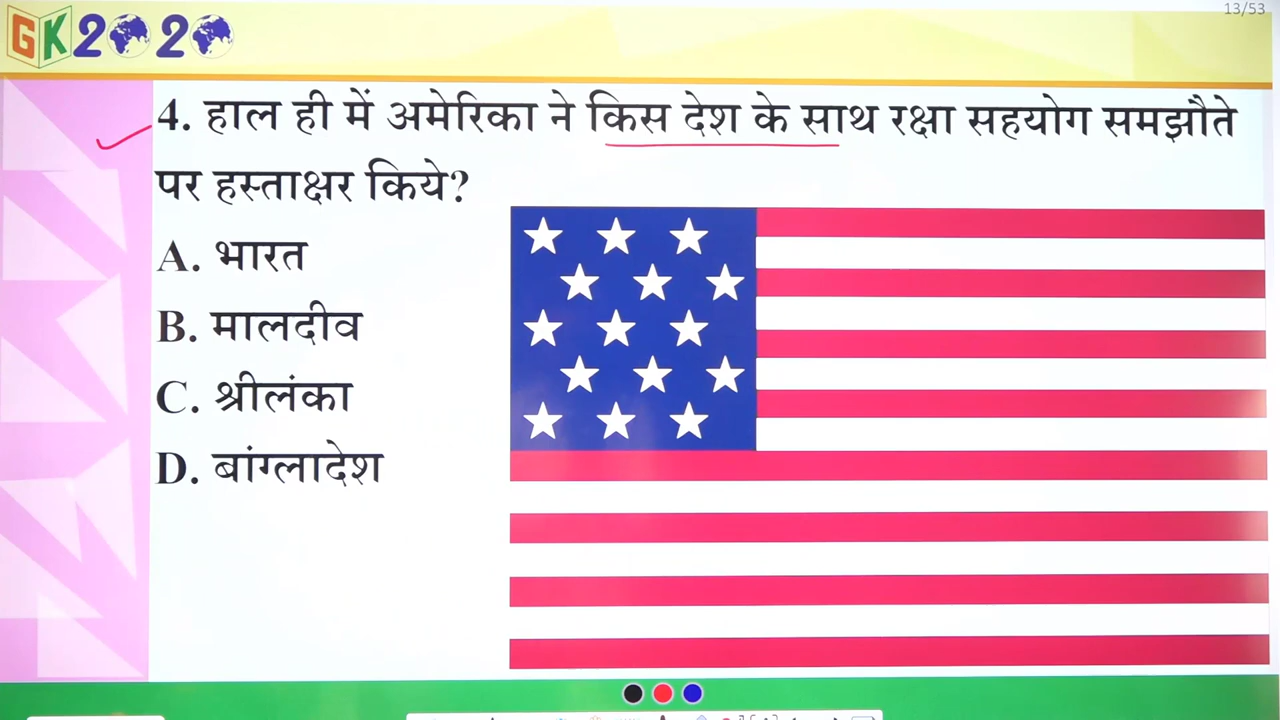 13/53
GK2020
4. हाल ही में अमेरिका ने किस देश के साथ रक्षा सहयोग समझौते
पर हस्ताक्षर किये?
A. भारत
B. मालदीव
C. श्रीलंका
D. बांग्लादेश